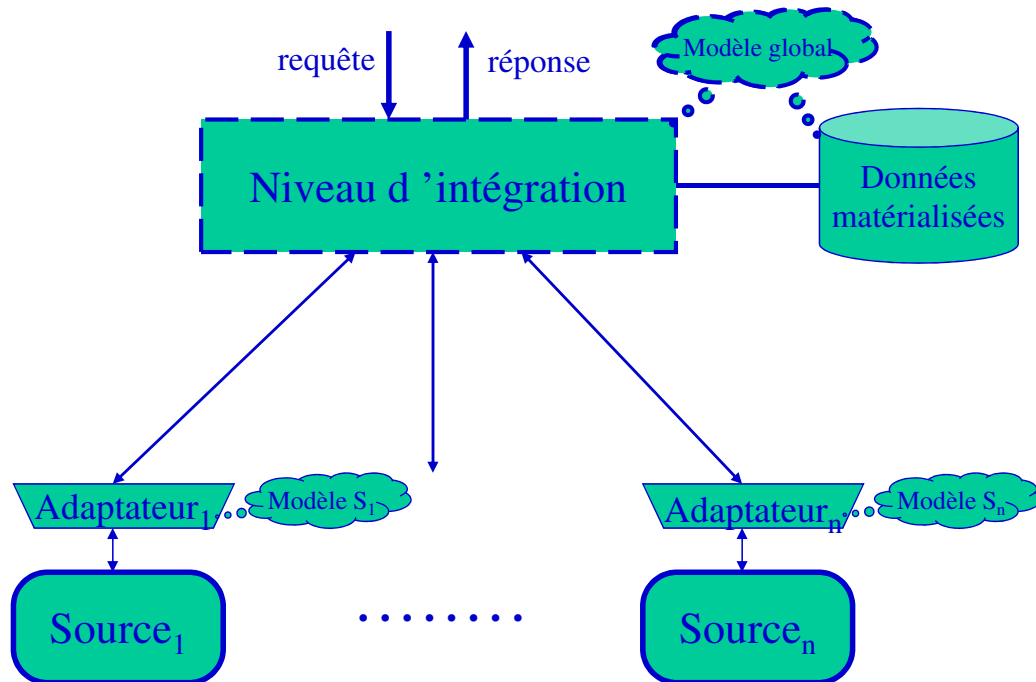 requête
réponse
Modèle global
Niveau d ’intégration
Données
matérialisées
Adaptateur₁
Modèle S₁
Adaptateurₙ
Modèle Sₙ
Source₁
. . . . . . . .
Sourceₙ